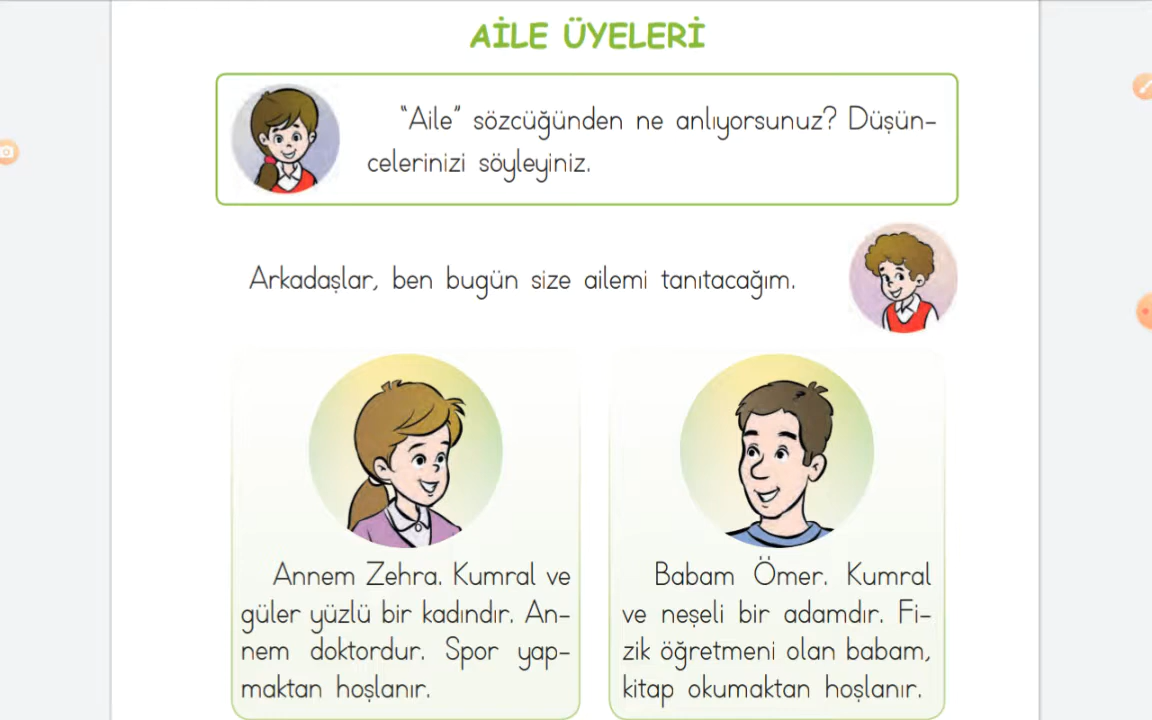 AİLE ÜYELERİ
"Aile" sözcüğünden ne anlıyorsunuz? Düşün-
celerinizi söyleyiniz.
Arkadaşlar, ben bugün size ailemi tanıtacağım.
Annem Zehra. Kumral ve
güler yüzlü bir kadındır. An-
nem doktordur. Spor yap-
maktan hoşlanır.
Babam Ömer. Kumral
ve neşeli bir adamdır. Fi-
zik öğretmeni olan babam,
kitap okumaktan hoşlanır.